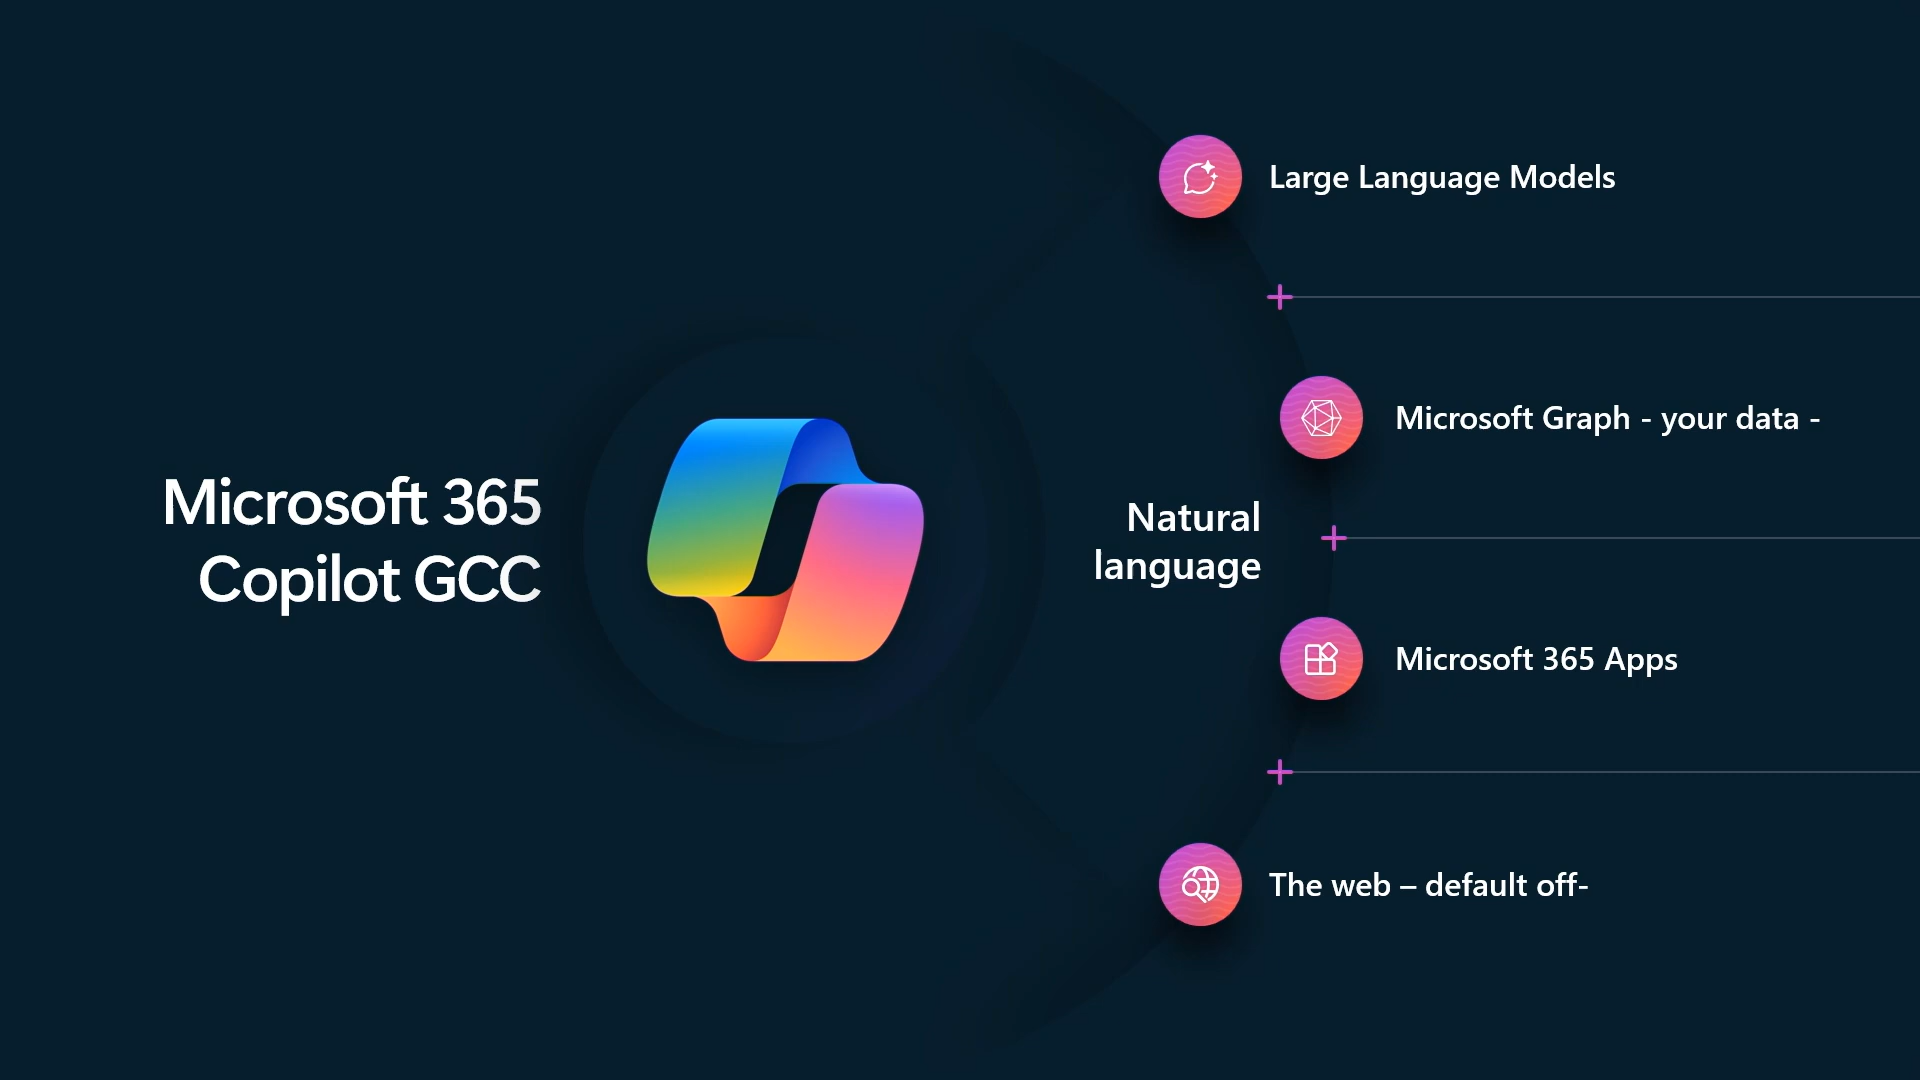 Microsoft 365
Copilot GCC
Natural
language
Large Language Models
Microsoft Graph - your data -
Microsoft 365 Apps
The web – default off-